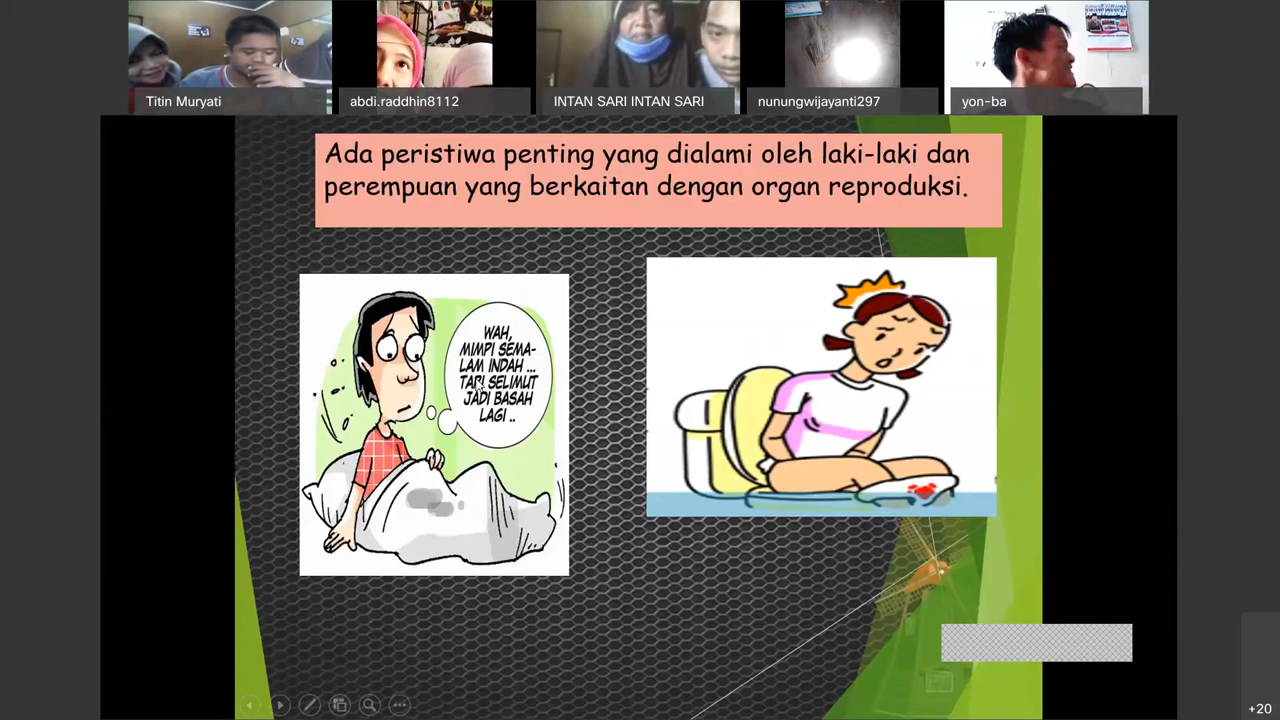 Titin Muryati
abdi.raddhin8112
INTAN SARI INTAN SARI
nunungwijayanti297
yon-ba
Ada peristiwa penting yang dialami oleh laki-laki dan
perempuan yang berkaitan dengan organ reproduksi.
WAH,
MIMPI SEMA-
LAM INDAH ...
TAPI SELIMUT
JADI BASAH
LAGI ..
+20